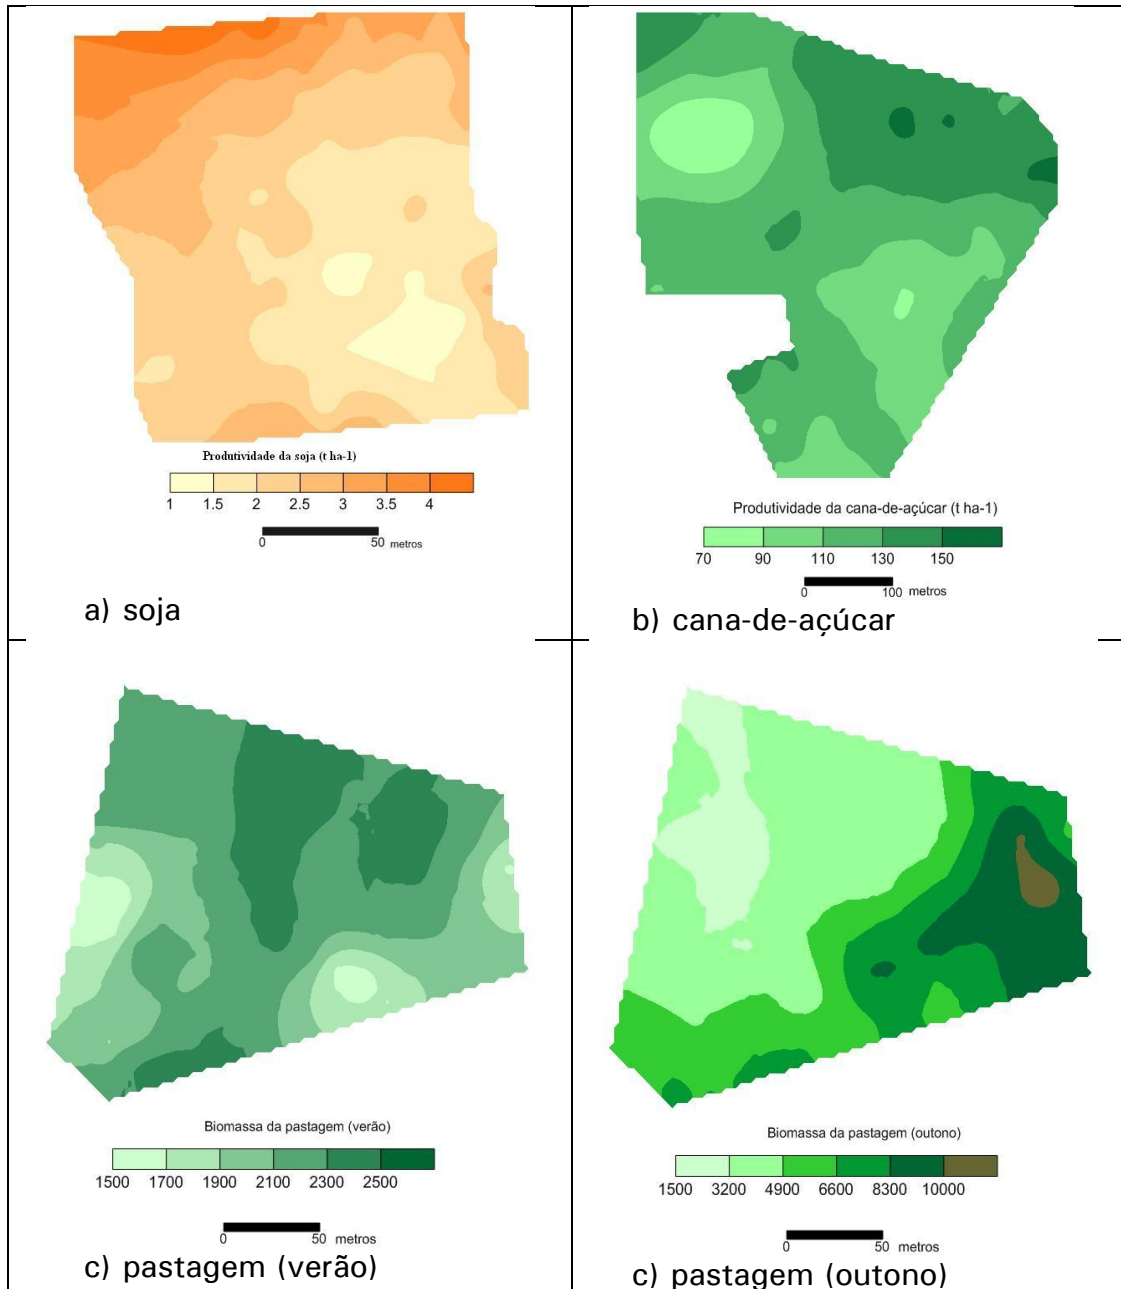 Produtividade da soja (t ha-1)
1 1.5 2 2.5 3 3.5 4
0 50 metros
a) soja
Produtividade da cana-de-açúcar (t ha-1)
70 90 110 130 150
0 100 metros
b) cana-de-açúcar
Biomassa da pastagem (verão)
1500 1700 1900 2100 2300 2500
0 50 metros
c) pastagem (verão)
Biomassa da pastagem (outono)
1500 3200 4900 6600 8300 10000
0 50 metros
c) pastagem (outono)